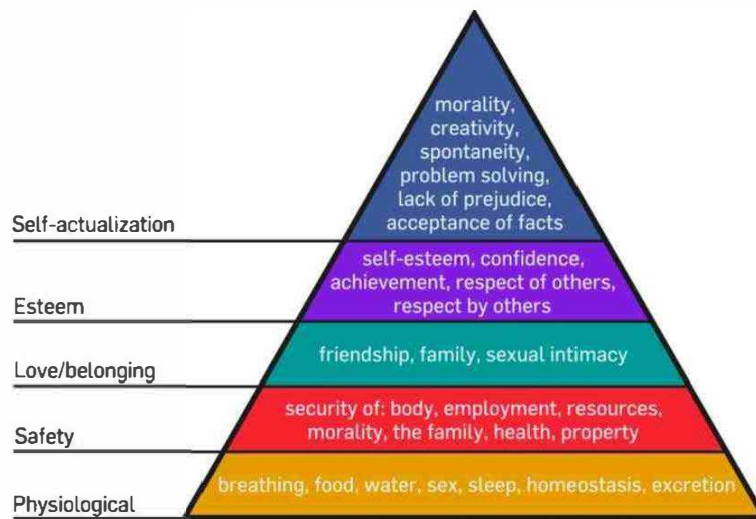 morality,
creativity,
spontaneity,
problem solving,
lack of prejudice,
acceptance of facts
Self-actualization
self-esteem, confidence,
achievement, respect of others,
respect by others
Esteem
friendship, family, sexual intimacy
Love/belonging
security of: body, employment, resources,
morality, the family, health, property
Safety
breathing, food, water, sex, sleep, homeostasis, excretion
Physiological